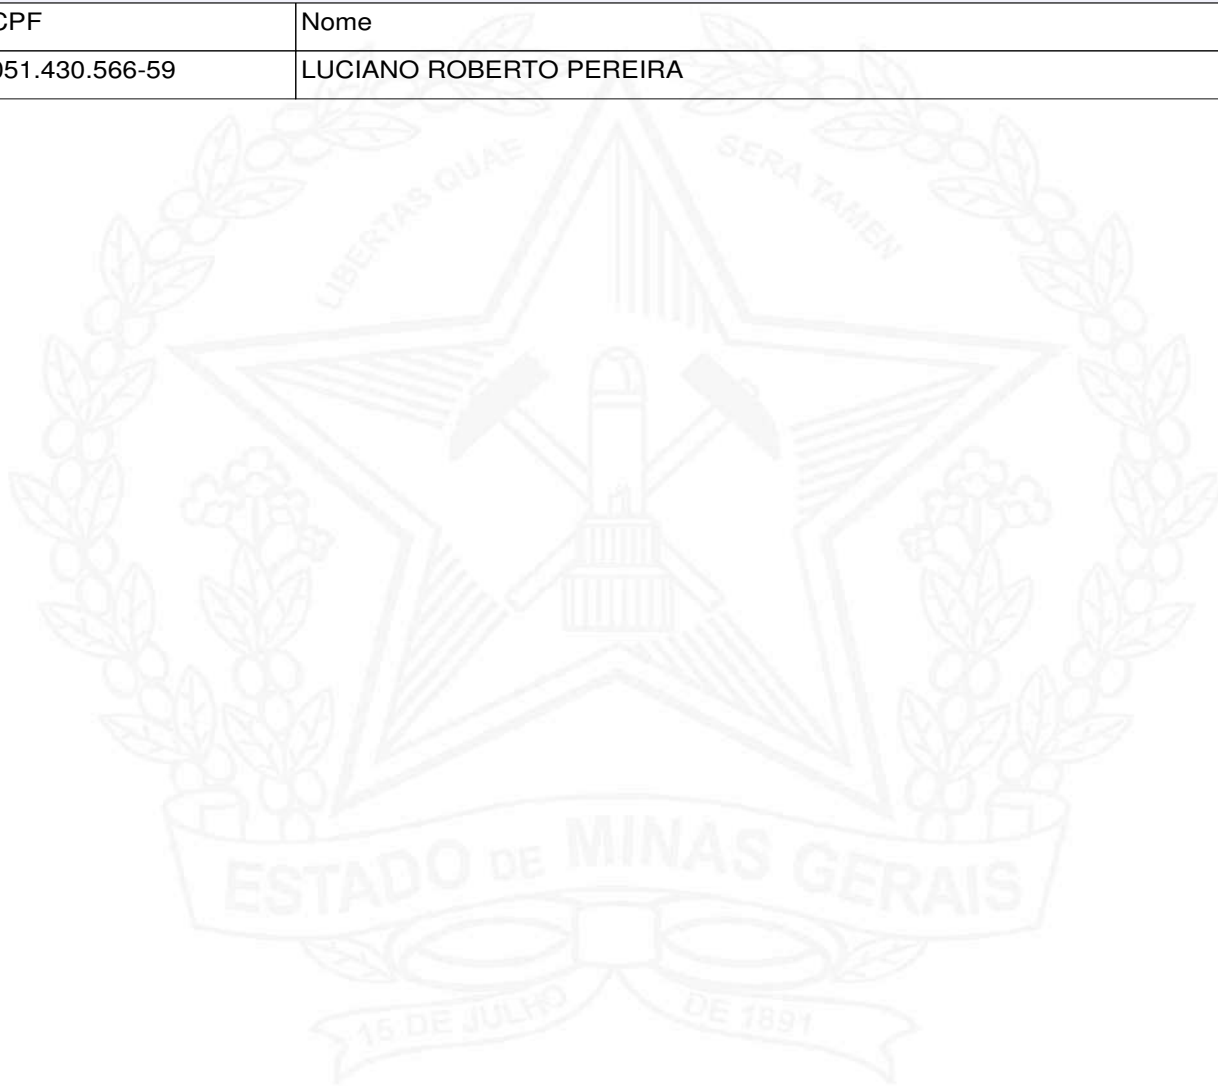 CPF Nome
051.430.566-59 LUCIANO ROBERTO PEREIRA
LIBERTAS QUAE SERA TAMEN
ESTADO DE MINAS GERAIS
15 DE JULHO DE 1891